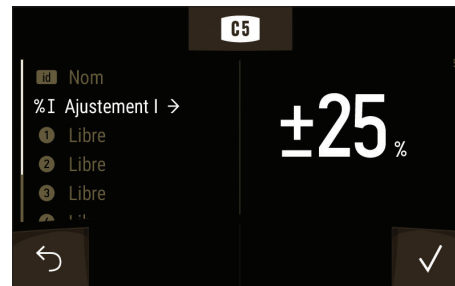 C5
id Nom
%I Ajustement I →
1 Libre
2 Libre
3 Libre
±25 %